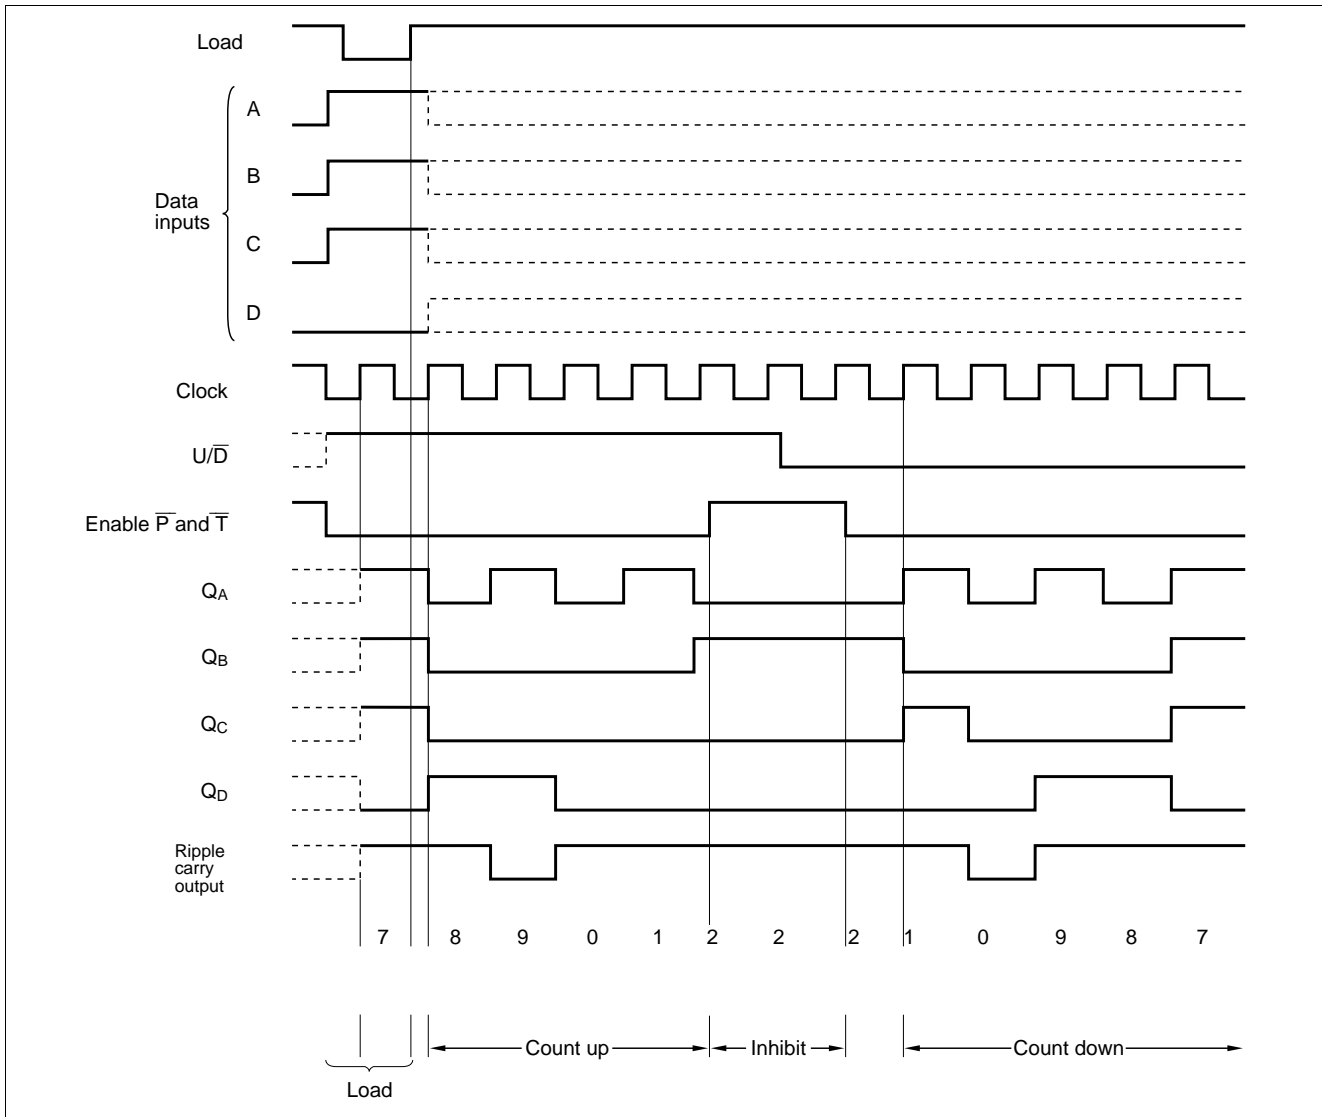 Load
A
B
Data
inputs
C
D
Clock
U/D̅
Enable P̅ and T̅
QA
QB
QC
QD
Ripple
carry
output
7 8 9 0 1 2 2 2 1 0 9 8 7
Count up Inhibit Count down
Load